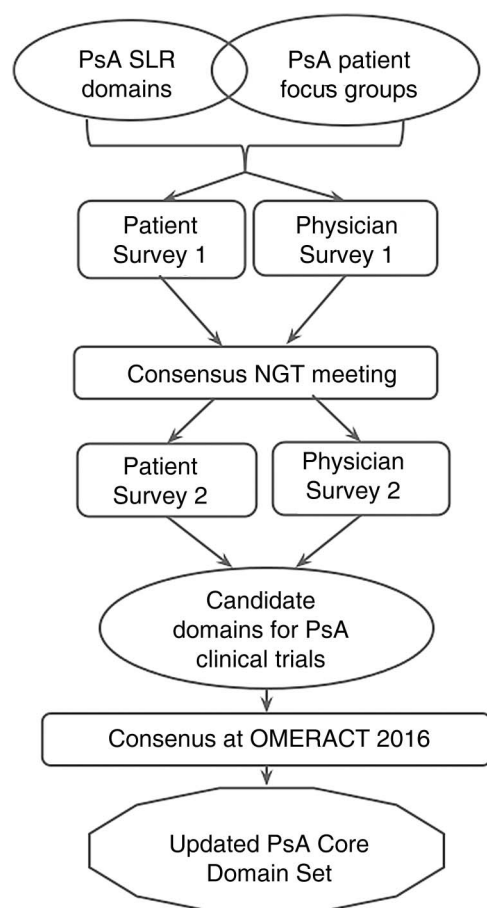 PsA SLR
domains
PsA patient
focus groups
Patient
Survey 1
Physician
Survey 1
Consensus NGT meeting
Patient
Survey 2
Physician
Survey 2
Candidate
domains for PsA
clinical trials
Consenus at OMERACT 2016
Updated PsA Core
Domain Set